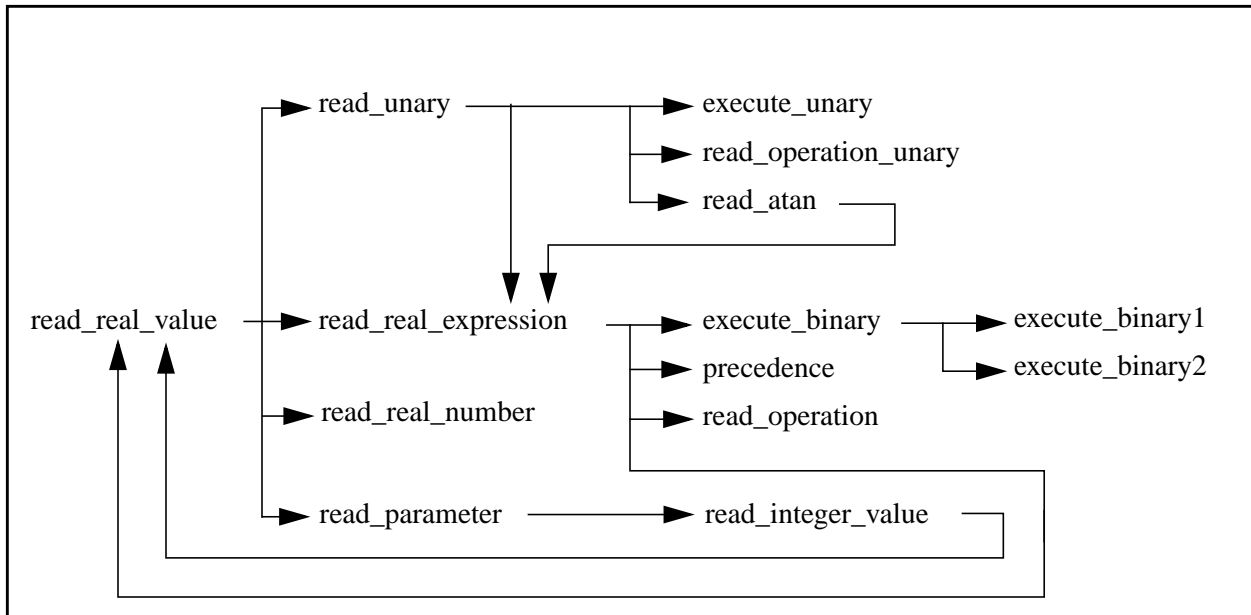 read_unary
execute_unary
read_operation_unary
read_atan
read_real_value
read_real_expression
execute_binary
execute_binary1
precedence
execute_binary2
read_real_number
read_operation
read_parameter
read_integer_value